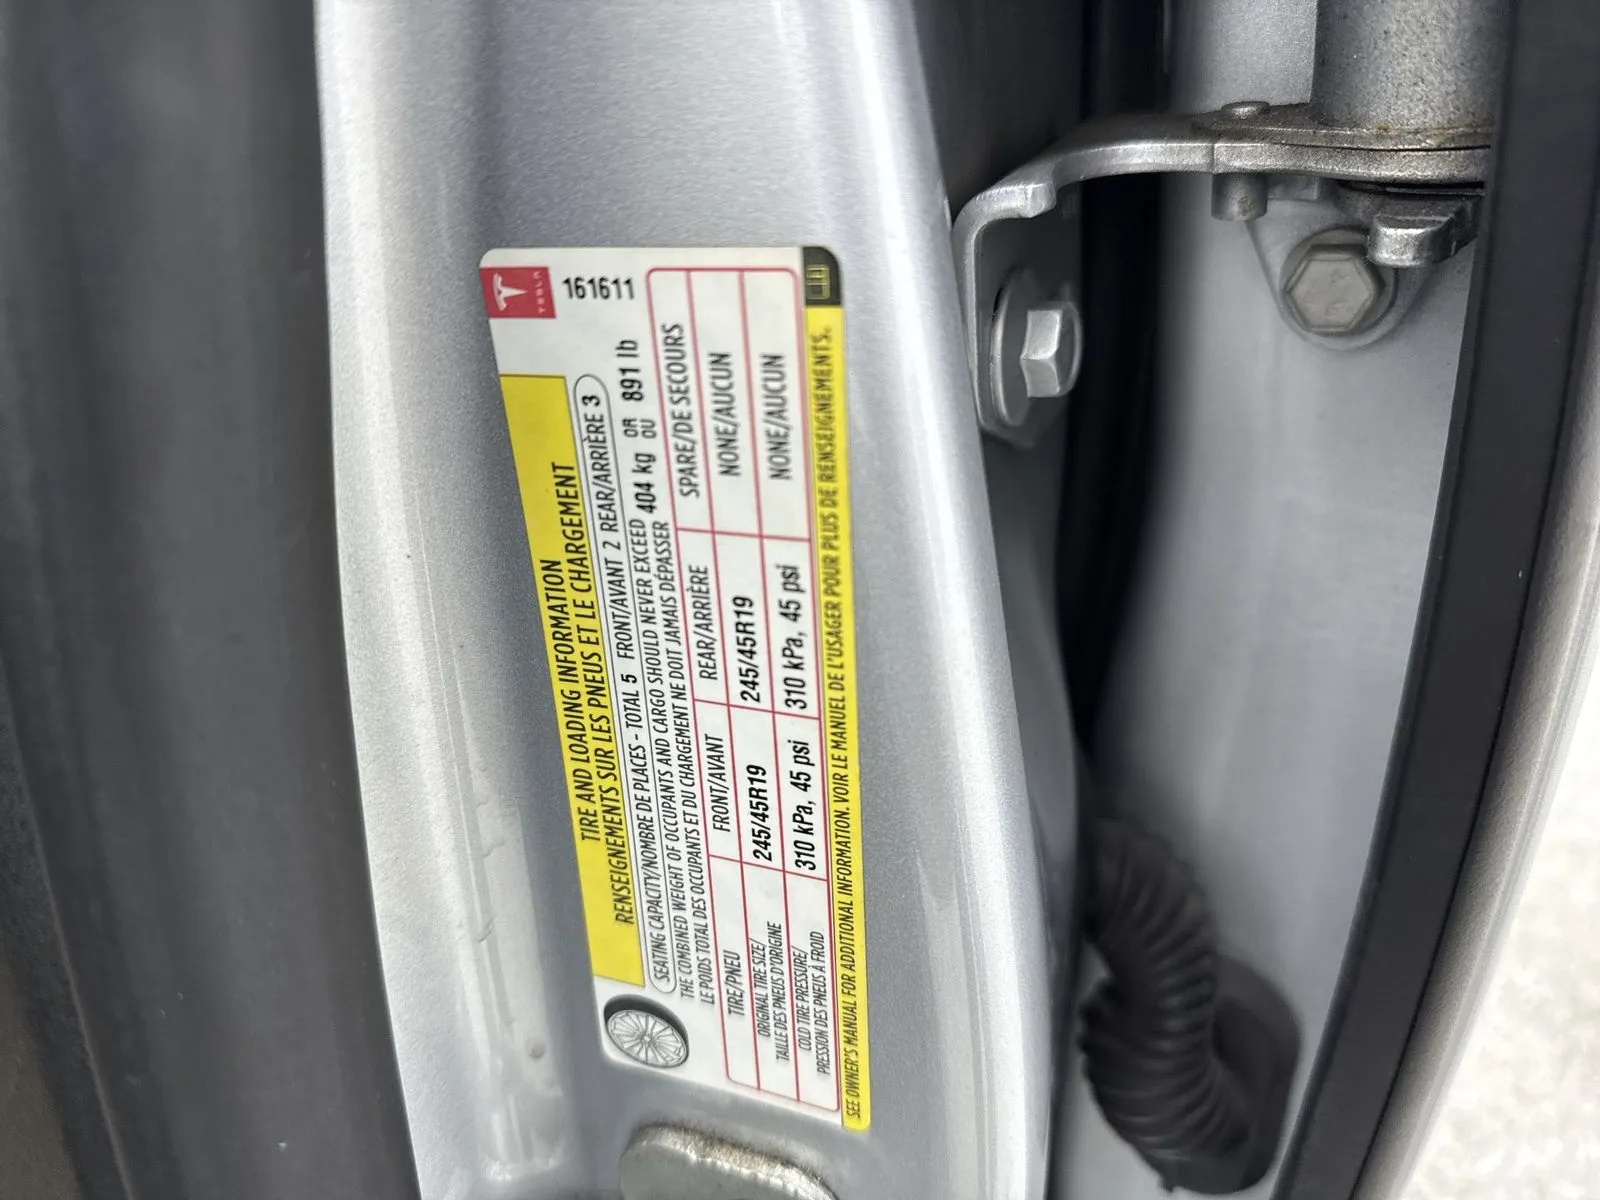 TESLA
161611
TIRE AND LOADING INFORMATION
RENSEIGNEMENTS SUR LES PNEUS ET LE CHARGEMENT
SEATING CAPACITY/NOMBRE DE PLACES - TOTAL 5 FRONT/AVANT 2 REAR/ARRIÈRE 3
THE COMBINED WEIGHT OF OCCUPANTS AND CARGO SHOULD NEVER EXCEED 404 kg OR 891 lb
LE POIDS TOTAL DES OCCUPANTS ET DU CHARGEMENT NE DOIT JAMAIS DÉPASSER OU
TIRE/PNEU FRONT/AVANT REAR/ARRIÈRE SPARE/DE SECOURS
ORIGINAL TIRE SIZE/ 245/45R19 245/45R19 NONE/AUCUN
TAILLE DES PNEUS D'ORIGINE
COLD TIRE PRESSURE/ 310 kPa, 45 psi 310 kPa, 45 psi NONE/AUCUN
PRESSION DES PNEUS À FROID
SEE OWNER'S MANUAL FOR ADDITIONAL INFORMATION. VOIR LE MANUEL DE L'USAGER POUR PLUS DE RENSEIGNEMENTS.